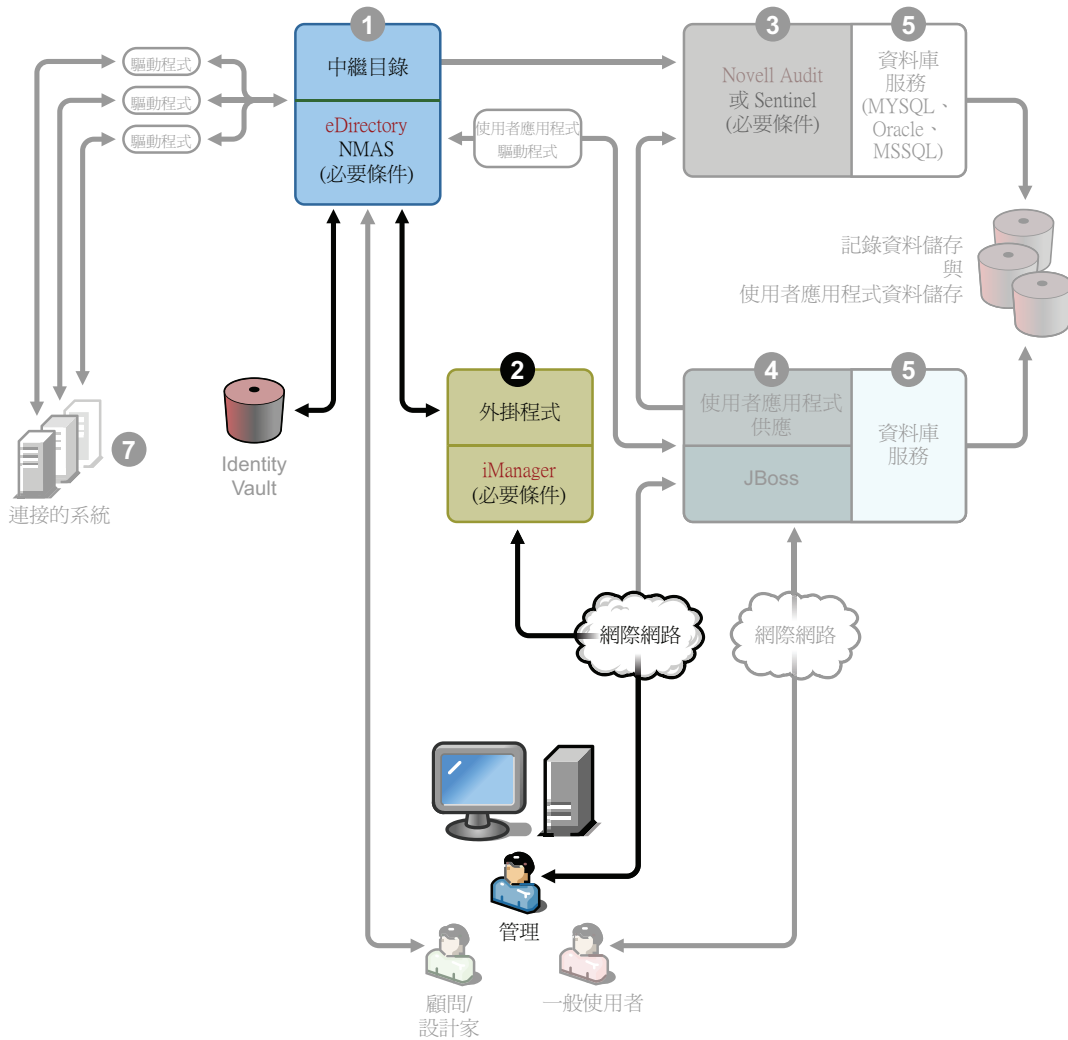 1
中繼目錄
eDirectory
NMAS
(必要條件)
驅動程式
驅動程式
驅動程式
使用者應用程式
驅動程式
3
Novell Audit
或 Sentinel
(必要條件)
5
資料庫
服務
(MYSQL、
Oracle、
MSSQL)
記錄資料儲存
與
使用者應用程式資料儲存
Identity
Vault
7
連接的系統
2
外掛程式
iManager
(必要條件)
4
使用者應用程式
供應
JBoss
5
資料庫
服務
網際網路
網際網路
管理
顧問/
設計家
一般使用者